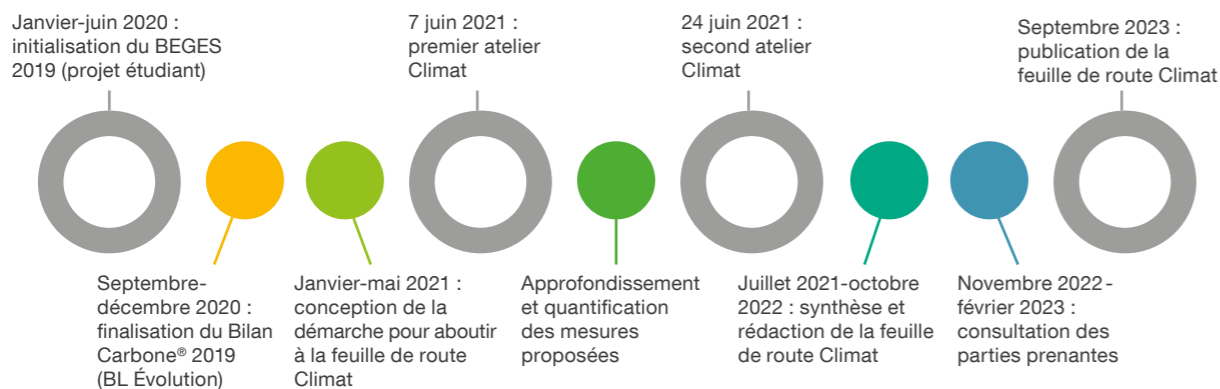 Janvier-juin 2020 :
initialisation du BEGES
2019 (projet étudiant)
Septembre-
décembre 2020 :
finalisation du Bilan
Carbone® 2019
(BL Évolution)
Janvier-mai 2021 :
conception de la
démarche pour aboutir
à la feuille de route
Climat
7 juin 2021 :
premier atelier
Climat
Approfondissement
et quantification
des mesures
proposées
24 juin 2021 :
second atelier
Climat
Juillet 2021-octobre
2022 : synthèse et
rédaction de la feuille
de route Climat
Novembre 2022 -
février 2023 :
consultation des
parties prenantes
Septembre 2023 :
publication de la
feuille de route Climat